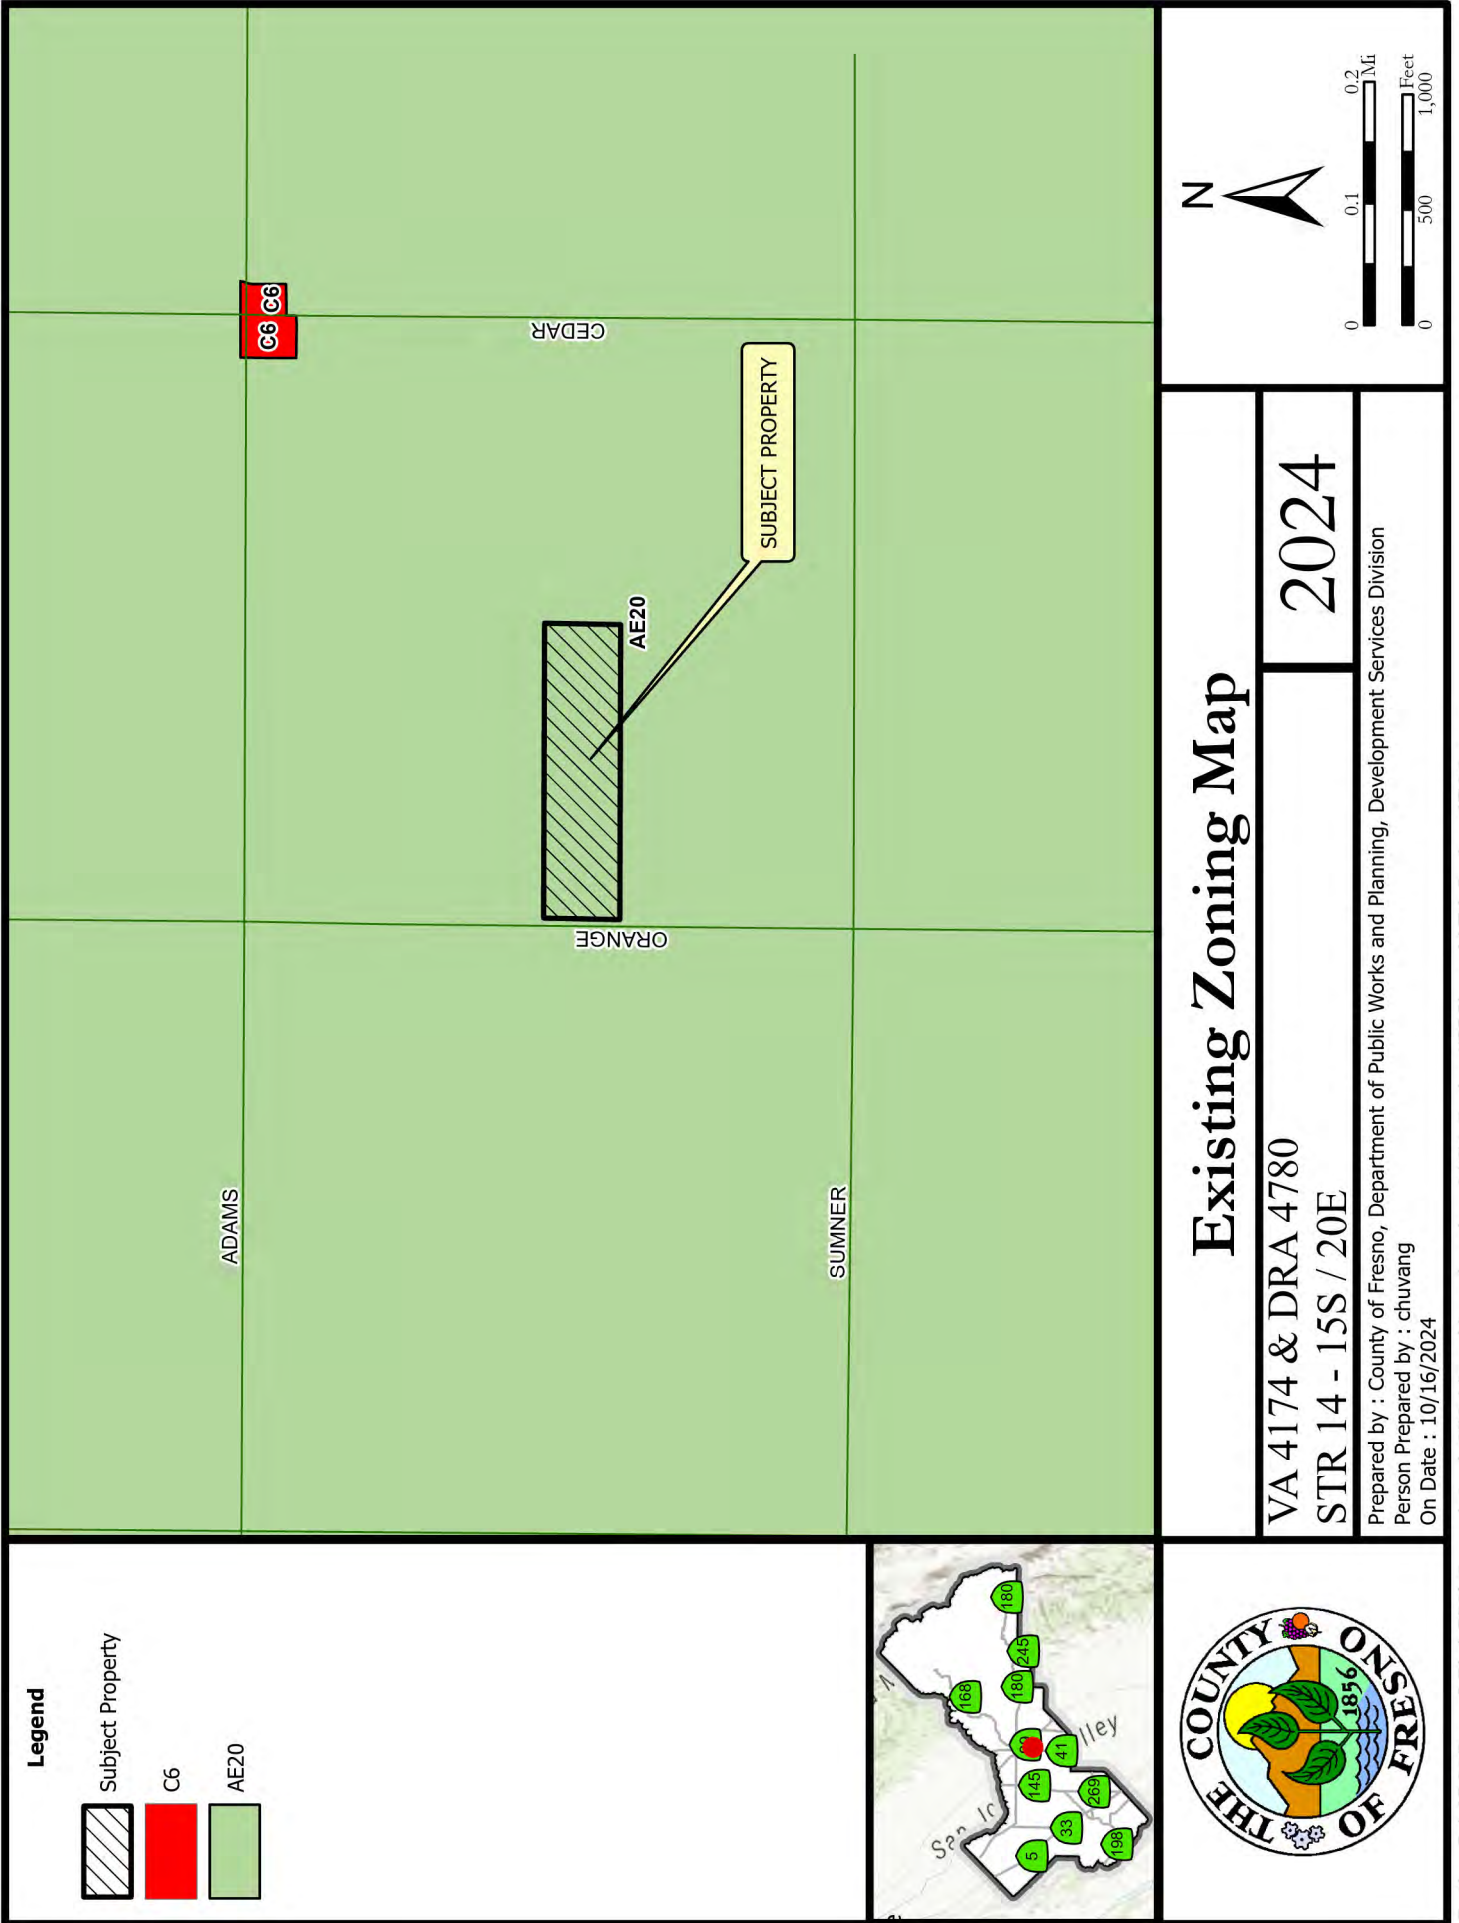 Legend
Subject Property
C6
AE20
ADAMS
C6 C6
CEDAR
ORANGE
AE20
SUBJECT PROPERTY
SUMNER
168
180
245
180
41
145
269
33
5
198
lley
THE COUNTY OF FRESNO
1856
Existing Zoning Map
VA 4174 & DRA 4780
STR 14 - 15S / 20E
2024
Prepared by : County of Fresno, Department of Public Works and Planning, Development Services Division
Person Prepared by : chuvang
On Date : 10/16/2024
N
0 0.1 0.2
Mi
Feet
0 500 1,000